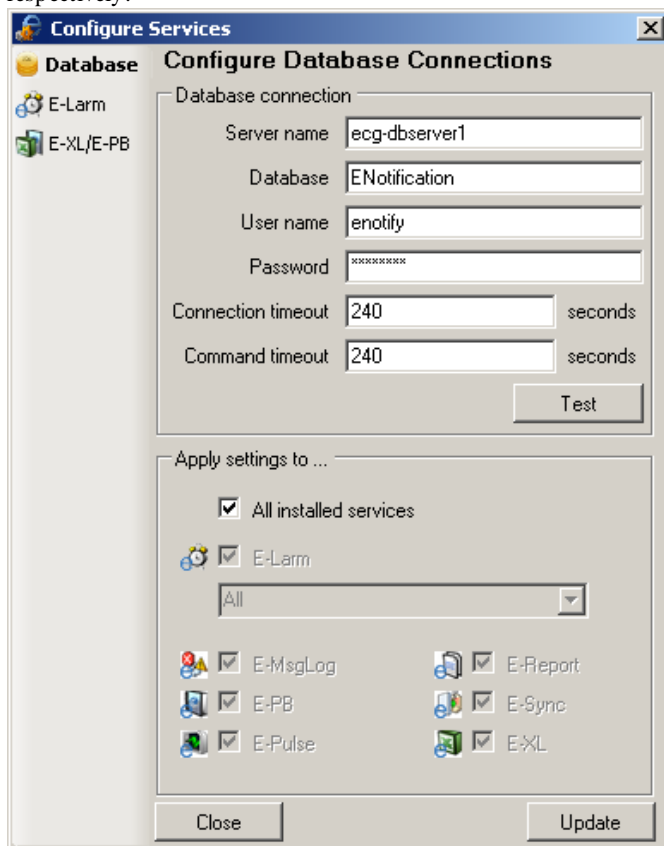 respectively.
Configure Services
Database
E-Larm
E-XL/E-PB
Configure Database Connections
Database connection
Server name ecg-dbserver1
Database ENotification
User name enotify
Password ××××××××
Connection timeout 240 seconds
Command timeout 240 seconds
Test
Apply settings to ...
All installed services
E-Larm
All
E-MsgLog E-Report
E-PB E-Sync
E-Pulse E-XL
Close Update